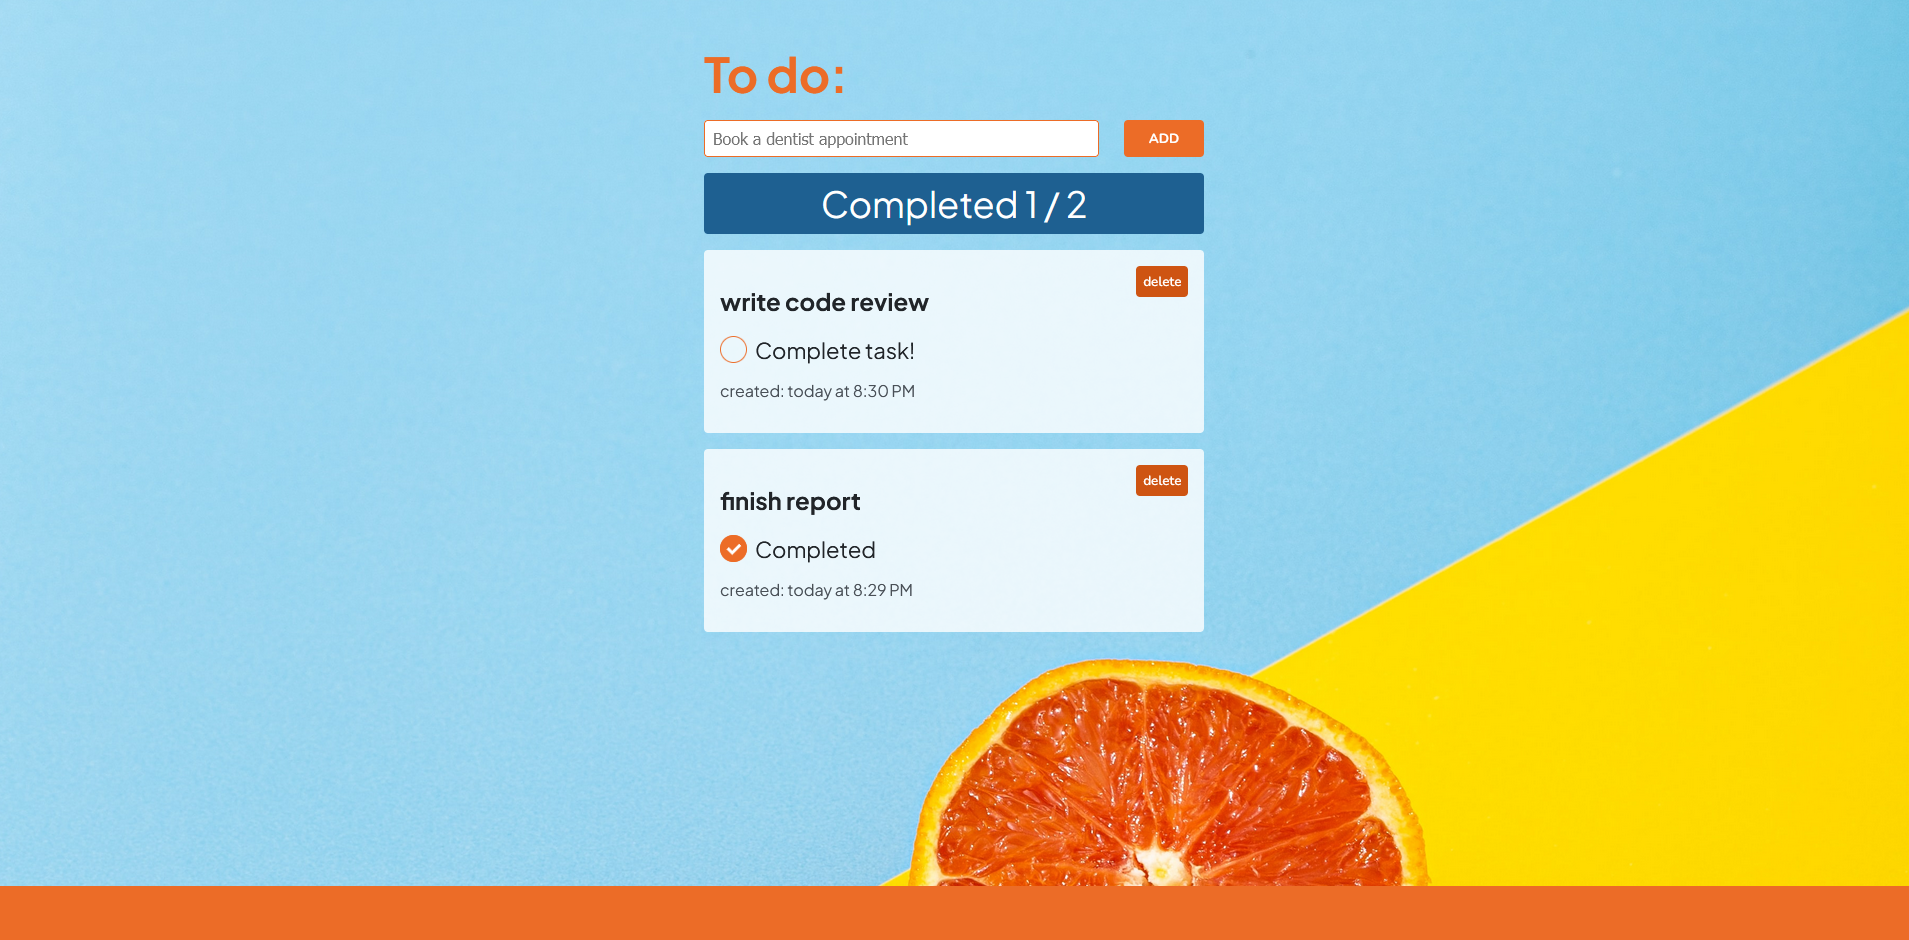 To do:
Book a dentist appointment
ADD
Completed 1 / 2
delete
write code review
Complete task!
created: today at 8:30 PM
delete
finish report
Completed
created: today at 8:29 PM